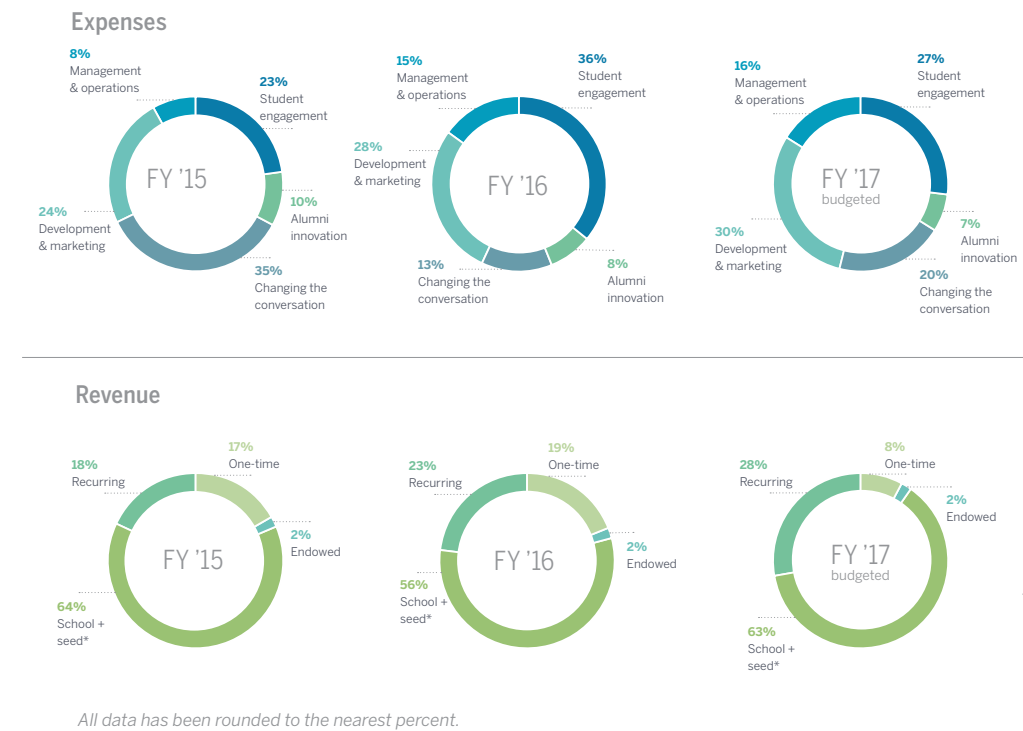 Expenses
8%
Management
& operations
23%
Student
engagement
FY ’15
10%
Alumni
innovation
24%
Development
& marketing
35%
Changing the
conversation
15%
Management
& operations
36%
Student
engagement
28%
Development
& marketing
FY ’16
13%
Changing the
conversation
8%
Alumni
innovation
16%
Management
& operations
27%
Student
engagement
FY ’17
budgeted
30%
Development
& marketing
7%
Alumni
innovation
20%
Changing the
conversation
Revenue
18%
Recurring
17%
One-time
2%
Endowed
FY ’15
64%
School +
seed*
23%
Recurring
19%
One-time
2%
Endowed
FY ’16
56%
School +
seed*
28%
Recurring
8%
One-time
2%
Endowed
FY ’17
budgeted
63%
School +
seed*
All data has been rounded to the nearest percent.